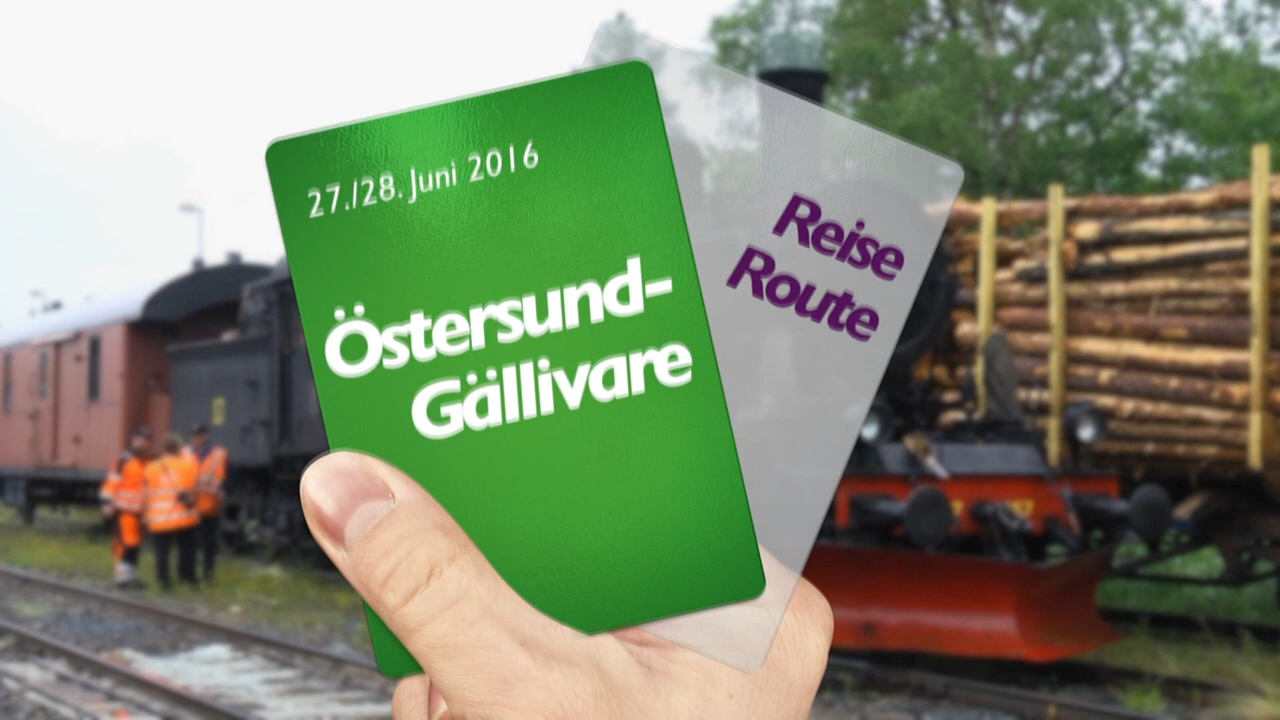 27./28. Juni 2016
Östersund-
Gällivare
Reise
Route